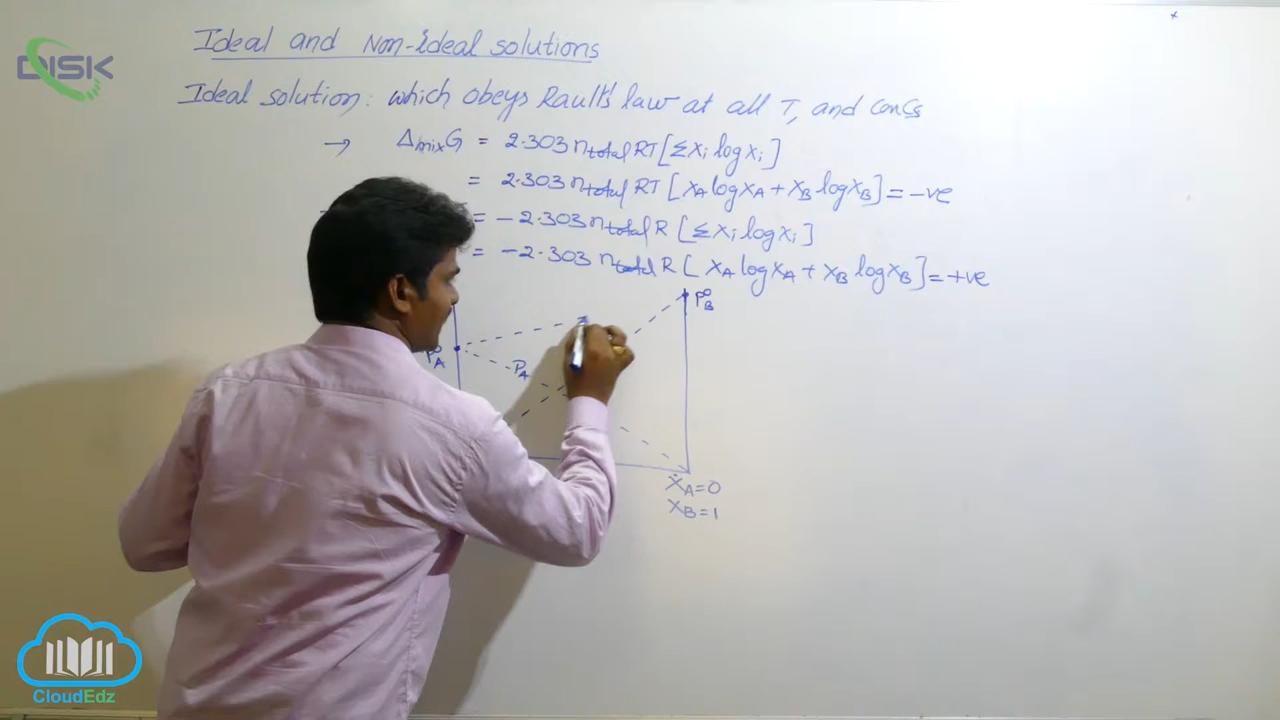 DISK
Ideal and Non-ideal solutions
Ideal solution: which obeys Rault's law at all T, and Concs
→ ΔmixG = 2.303 ntotal RT [Σxi log xi]
= 2.303 ntotal RT [xA log xA + xB log xB] = -ve
= -2.303 ntotal R [Σxi log xi]
= -2.303 ntotal R [xA log xA + xB log xB] = +ve
P°B
P°A
PA
XA=0
XB=1
CloudEdz